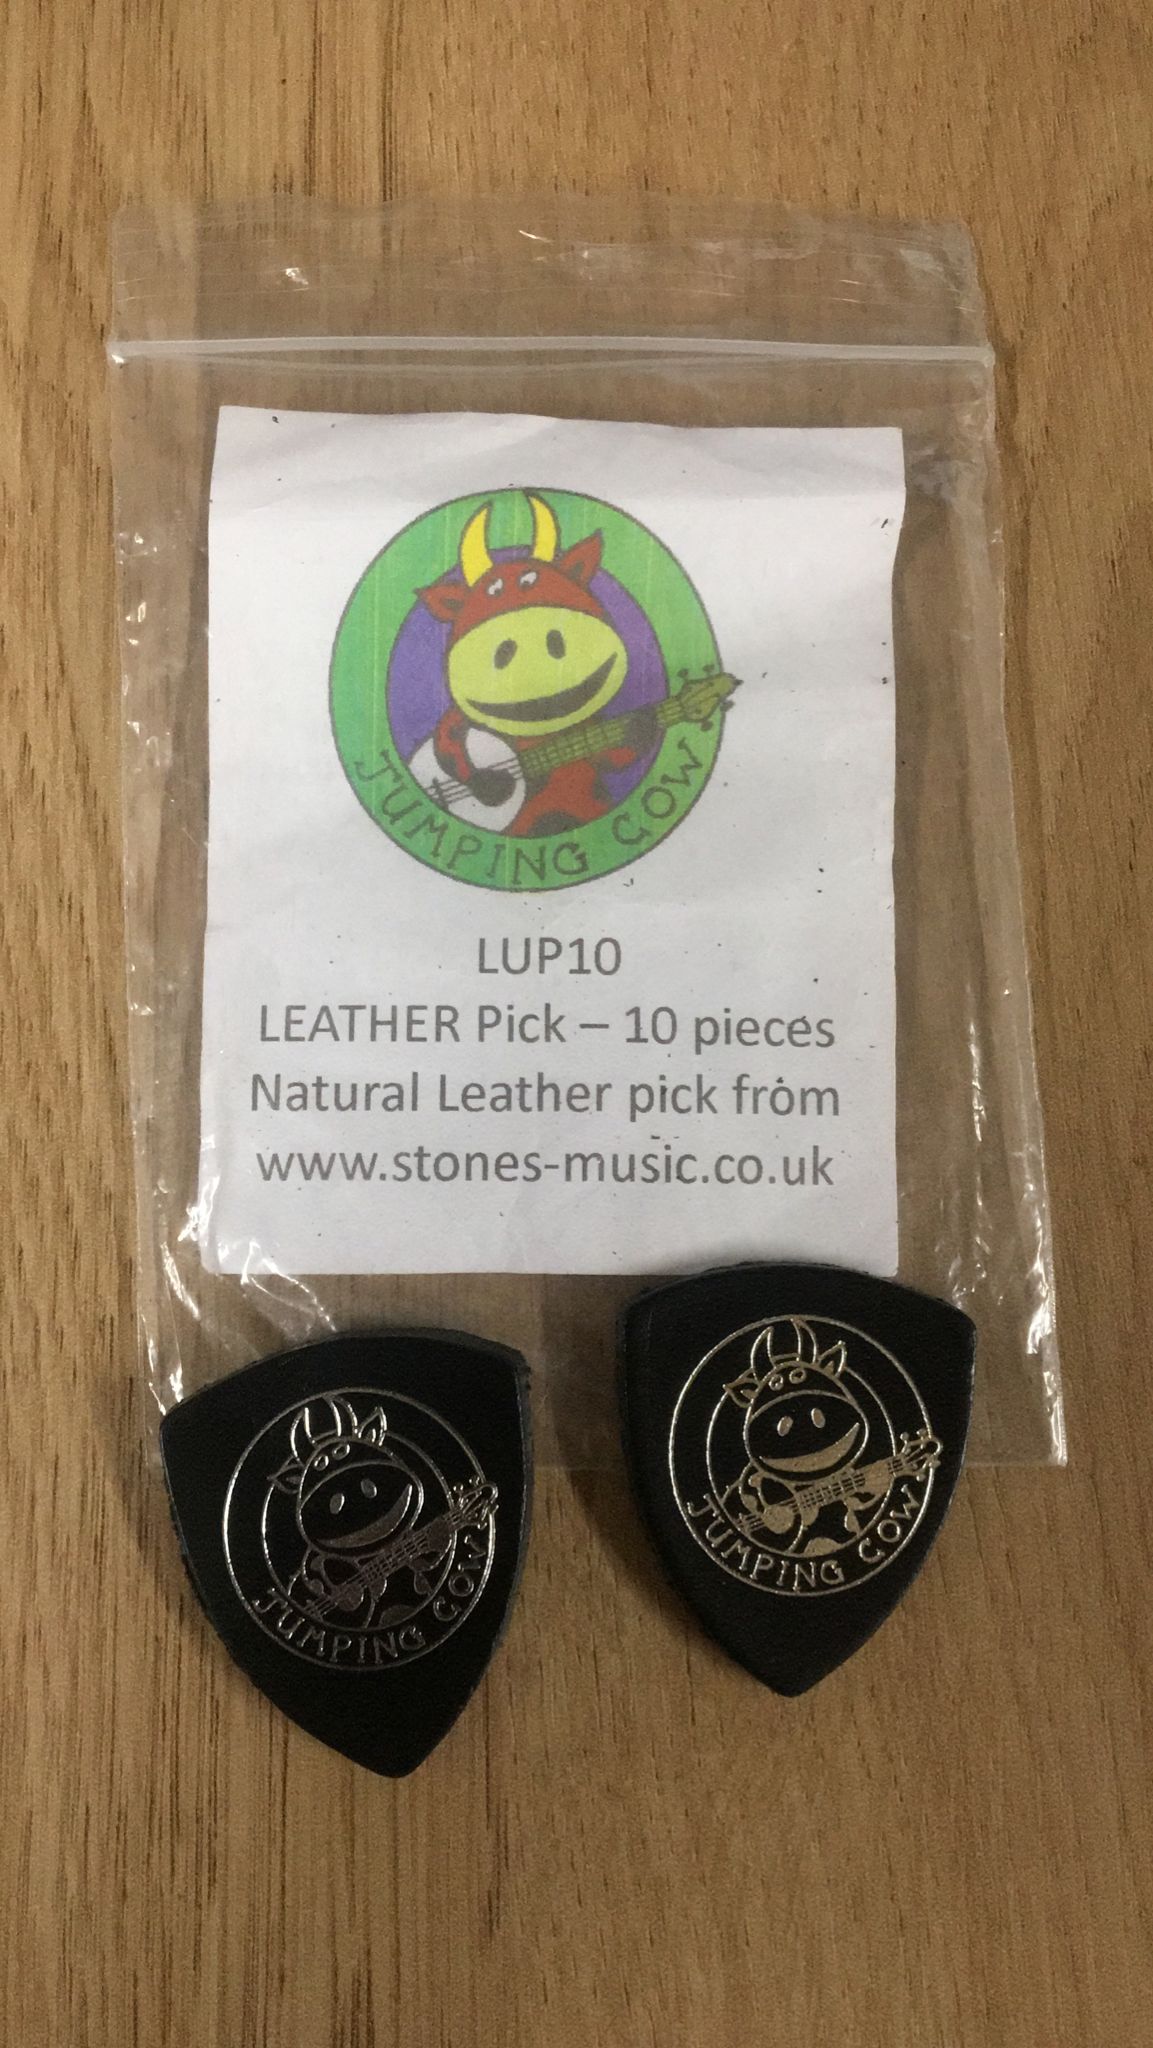 JUMPING COW
LUP10
LEATHER Pick – 10 pieces
Natural Leather pick from
www.stones-music.co.uk
JUMPING COW
JUMPING COW